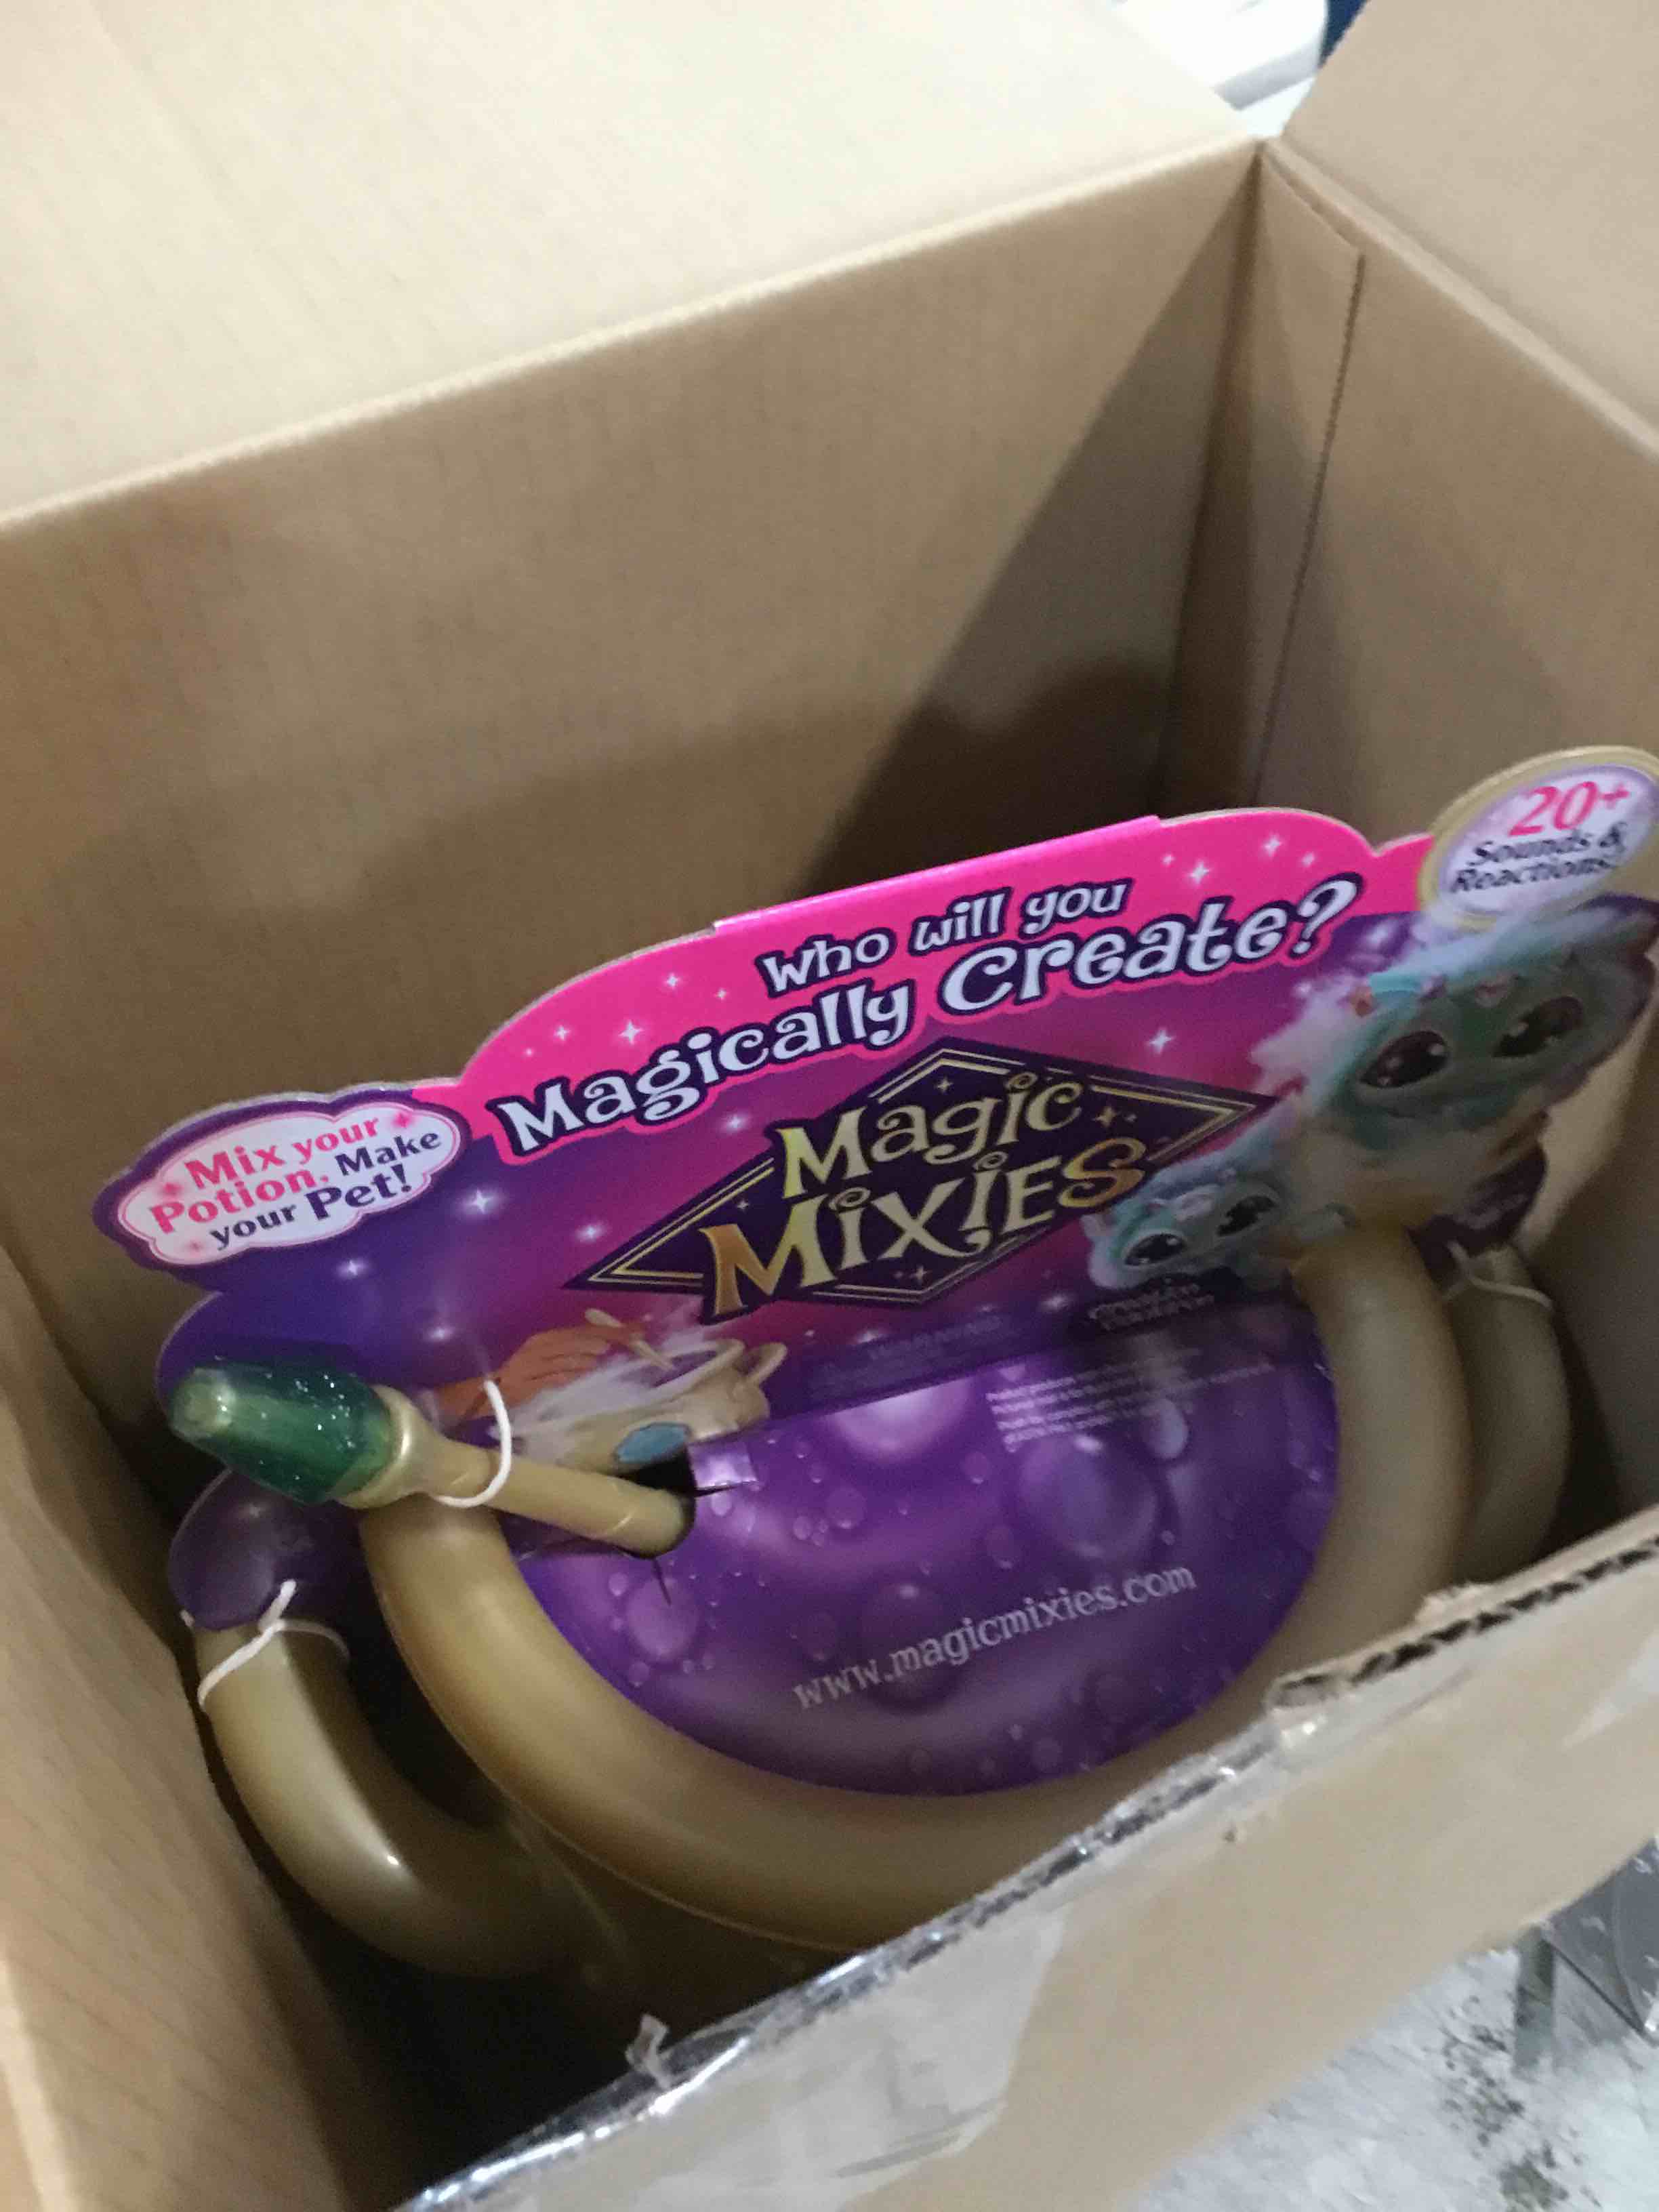 Who will you
Magically Create?
20+
Sounds &
Reactions!
Mix your
Potion, Make
your Pet!
Magic
Mixies
www.magicmixies.com